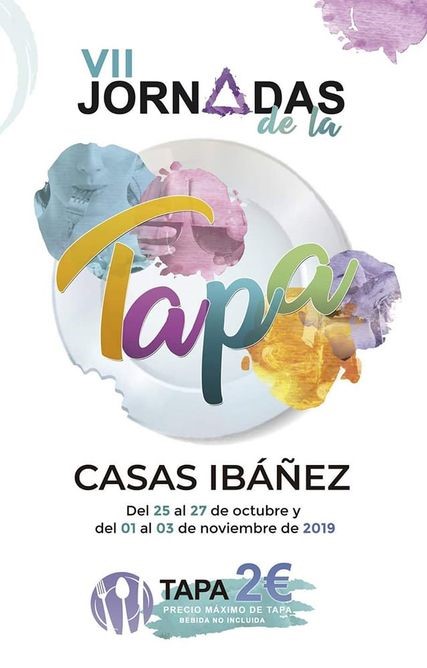 VII
JORNADAS
de la
Tapa
CASAS IBÁÑEZ
Del 25 al 27 de octubre y
del 01 al 03 de noviembre de 2019
TAPA 2€
PRECIO MÁXIMO DE TAPA
BEBIDA NO INCLUIDA